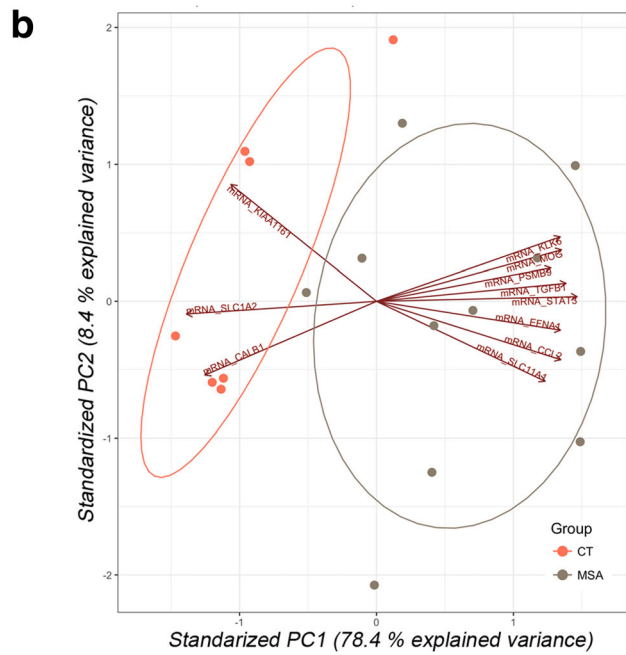 b
2
1
0
-1
-2
Standardized PC2 (8.4 % explained variance)
mRNA_KIAA1161
mRNA_SLC1A2
mRNA_CALB1
mRNA_KLK6
mRNA_MOG
mRNA_PSMB9
mRNA_TGFB1
mRNA_STAT3
mRNA_EFNA1
mRNA_CCL2
mRNA_SLC11A1
Group
CT
MSA
-1
0
1
Standarized PC1 (78.4 % explained variance)